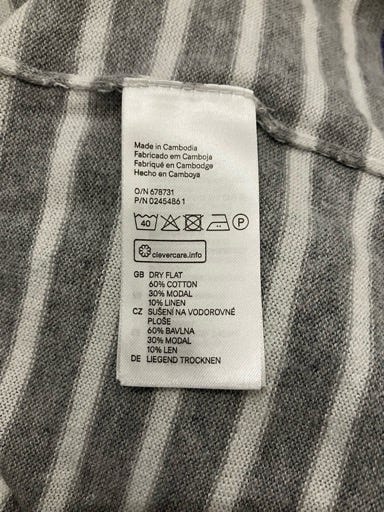 Made in Cambodia
Fabricado em Camboja
Fabriqué en Cambodge
Hecho en Camboya
O/N 678731
P/N 0245486 1
40
P
clevercare.info
GB DRY FLAT
60% COTTON
30% MODAL
10% LINEN
CZ SUŠENÍ NA VODOROVNÉ
PLOŠE
60% BAVLNA
30% MODAL
10% LEN
DE LIEGEND TROCKNEN